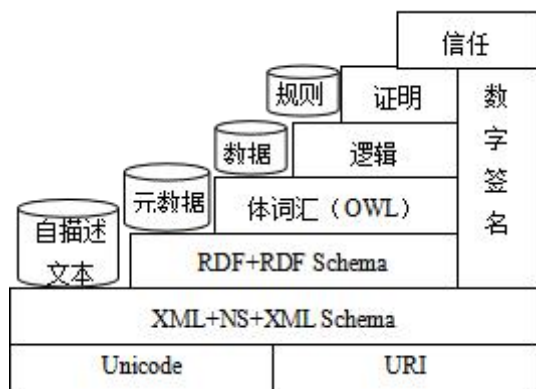 信任
规则
证明
数据
逻辑
元数据
体词汇（OWL）
自描述
文本
RDF+RDF Schema
数
字
签
名
XML+NS+XML Schema
Unicode
URI